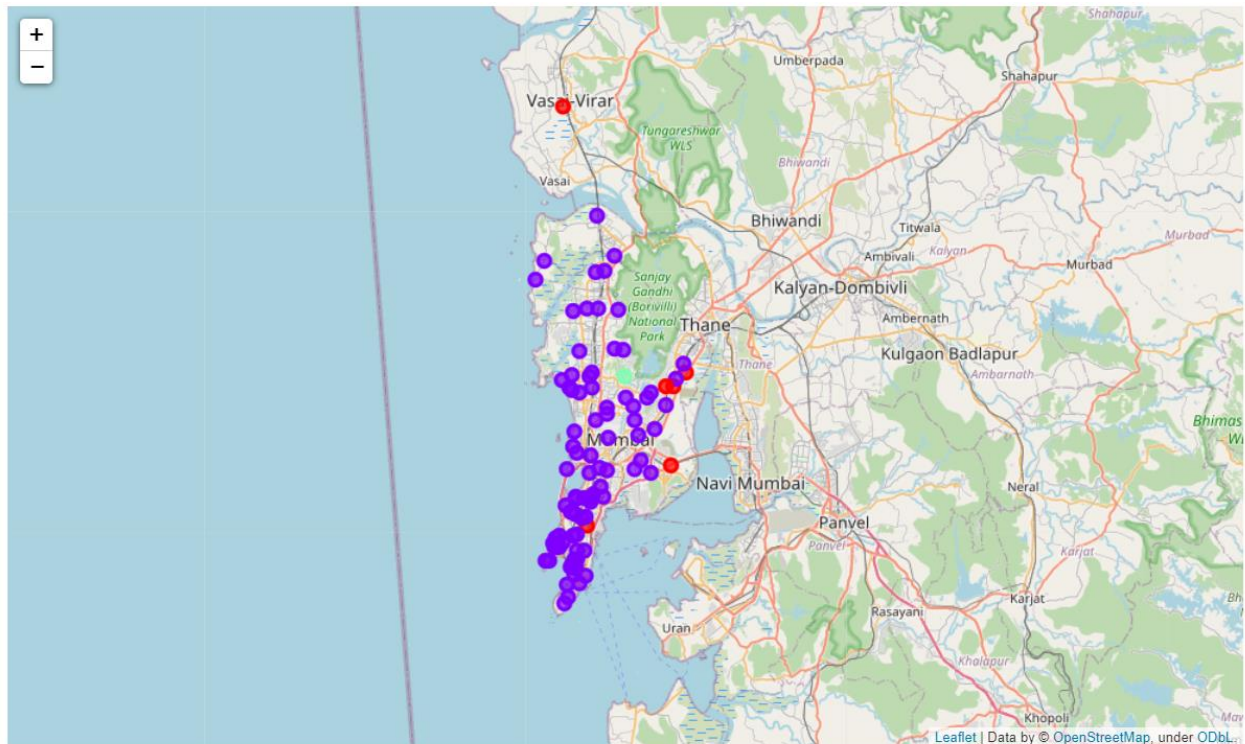 +
−
Shahapur
Umberpada
Shahapur
Vasai-Virar
Tungareshwar
WLS
Bhiwandi
Vasai
Bhiwandi
Titwala
Murbad
Kalyan
Ambivali
Murbad
Sanjay
Gandhi
(Borivilli)
National
Park
Kalyan-Dombivli
Thane
Ambernath
Kulgaon Badlapur
Thane
Ambarnath
Bhimas
Mumbai
Navi Mumbai
Neral
Panvel
Panvel
Karjat
Karjat
Rasayani
Uran
Khalapur
Khopoli
Leaflet | Data by © OpenStreetMap, under ODbL.